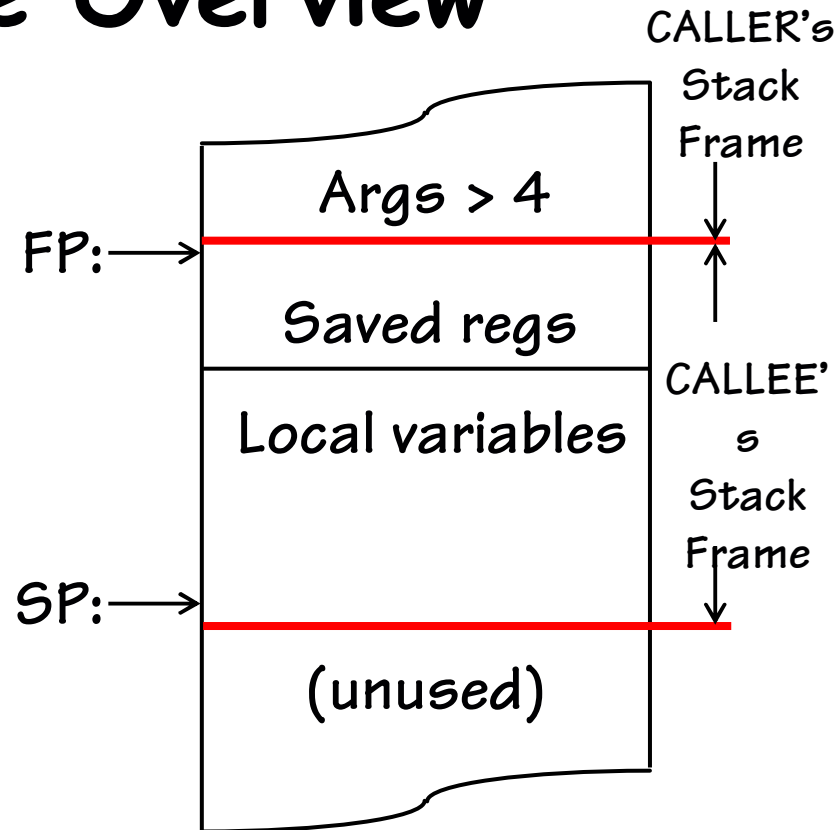 e Overview
CALLER's
Stack
Frame
Args > 4
FP:
Saved regs
CALLEE'
s
Local variables
Stack
Frame
SP:
(unused)